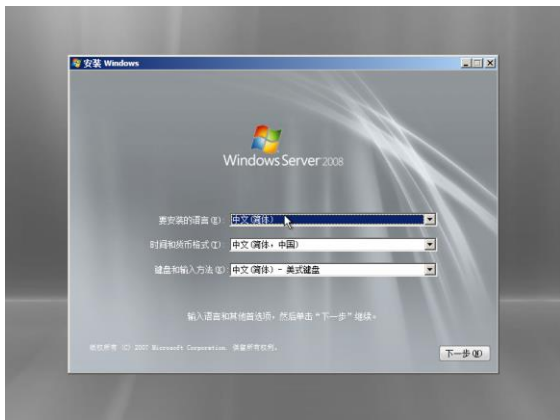 安装 Windows
Windows Server 2008
要安装的语言(E): 中文(简体)
时间和货币格式(T): 中文(简体，中国)
键盘和输入方法(K): 中文(简体) - 美式键盘
输入语言和其他首选项，然后单击“下一步”继续。
版权所有 (C) 2007 Microsoft Corporation。保留所有权利。
下一步(N)